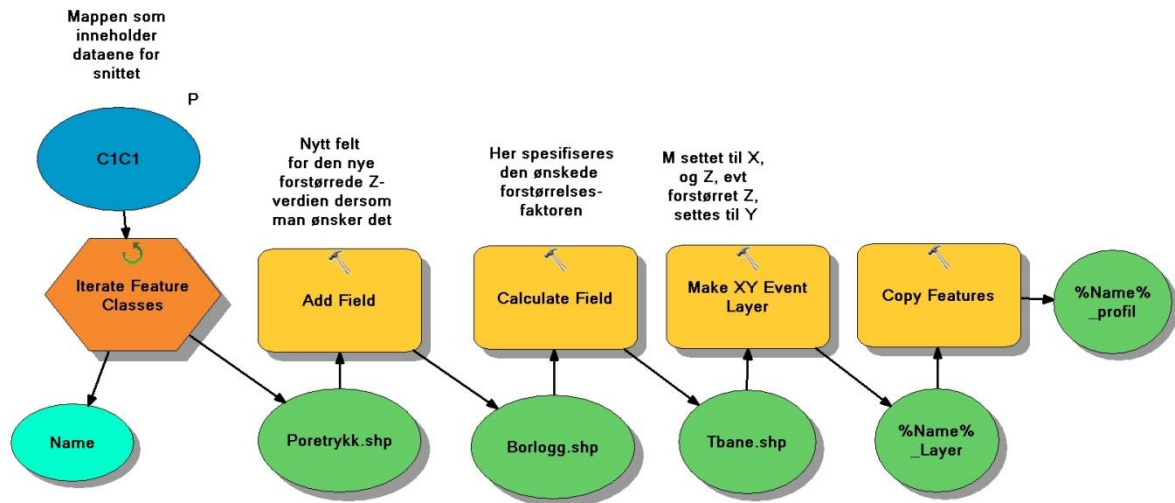 Mappen som
inneholder
dataene for
snittet
P
C1C1
Iterate Feature
Classes
Name
Nytt felt
for den nye
forstørrede Z-
verdien dersom
man ønsker det
Add Field
Poretrykk.shp
Her spesifiseres
den ønskede
forstørrelses-
faktoren
Calculate Field
Borlogg.shp
M settet til X,
og Z, evt
forstørret Z,
settes til Y
Make XY Event
Layer
Tbane.shp
Copy Features
%Name%
_Layer
%Name%
_profil